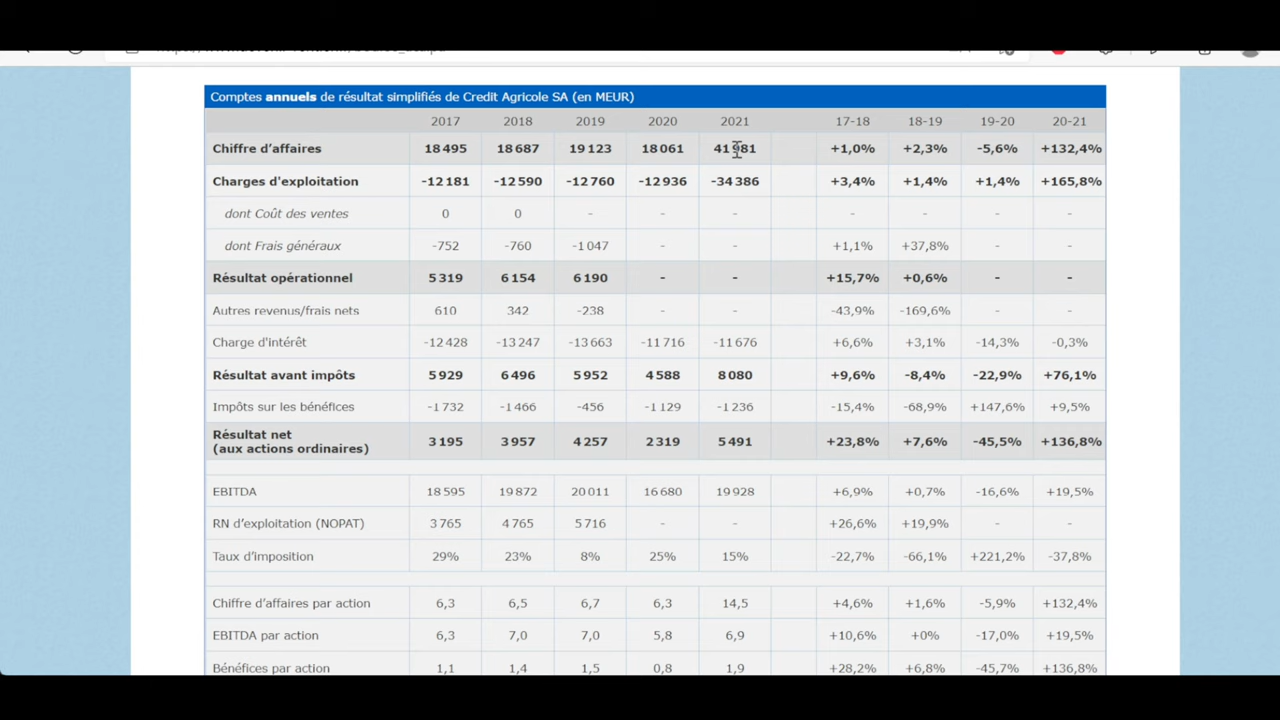 Comptes annuels de résultat simplifiés de Credit Agricole SA (en MEUR)
2017 2018 2019 2020 2021 17-18 18-19 19-20 20-21
Chiffre d'affaires 18 495 18 687 19 123 18 061 41 981 +1,0% +2,3% -5,6% +132,4%
Charges d'exploitation -12 181 -12 590 -12 760 -12 936 -34 386 +3,4% +1,4% +1,4% +165,8%
dont Coût des ventes 0 0 - - - - - - -
dont Frais généraux -752 -760 -1 047 - - +1,1% +37,8% - -
Résultat opérationnel 5 319 6 154 6 190 - - +15,7% +0,6% - -
Autres revenus/frais nets 610 342 -238 - - -43,9% -169,6% - -
Charge d'intérêt -12 428 -13 247 -13 663 -11 716 -11 676 +6,6% +3,1% -14,3% -0,3%
Résultat avant impôts 5 929 6 496 5 952 4 588 8 080 +9,6% -8,4% -22,9% +76,1%
Impôts sur les bénéfices -1 732 -1 466 -456 -1 129 -1 236 -15,4% -68,9% +147,6% +9,5%
Résultat net
(aux actions ordinaires) 3 195 3 957 4 257 2 319 5 491 +23,8% +7,6% -45,5% +136,8%
EBITDA 18 595 19 872 20 011 16 680 19 928 +6,9% +0,7% -16,6% +19,5%
RN d'exploitation (NOPAT) 3 765 4 765 5 716 - - +26,6% +19,9% - -
Taux d'imposition 29% 23% 8% 25% 15% -22,7% -66,1% +221,2% -37,8%
Chiffre d'affaires par action 6,3 6,5 6,7 6,3 14,5 +4,6% +1,6% -5,9% +132,4%
EBITDA par action 6,3 7,0 7,0 5,8 6,9 +10,6% +0% -17,0% +19,5%
Bénéfices par action 1,1 1,4 1,5 0,8 1,9 +28,2% +6,8% -45,7% +136,8%